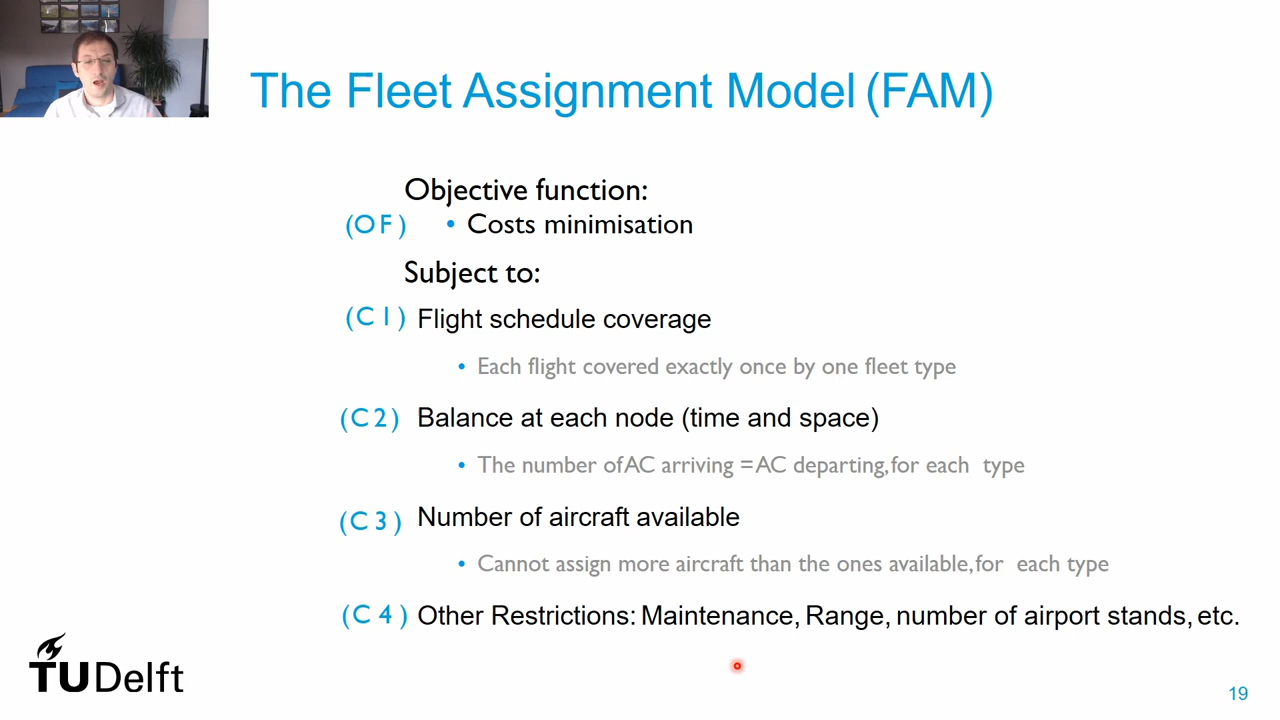 The Fleet Assignment Model (FAM)
Objective function:
(OF) • Costs minimisation
Subject to:
(C1) Flight schedule coverage
• Each flight covered exactly once by one fleet type
(C2) Balance at each node (time and space)
• The number of AC arriving = AC departing, for each type
(C3) Number of aircraft available
• Cannot assign more aircraft than the ones available, for each type
(C4) Other Restrictions: Maintenance, Range, number of airport stands, etc.
TUDelft
19